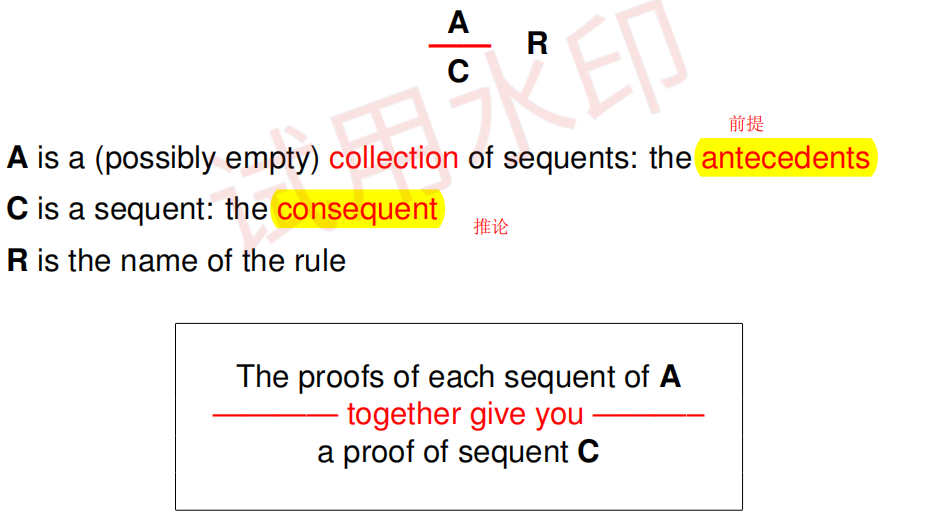 A
R
C
前提
A is a (possibly empty) collection of sequents: the antecedents
C is a sequent: the consequent
推论
R is the name of the rule
The proofs of each sequent of A
together give you
a proof of sequent C
试用水印